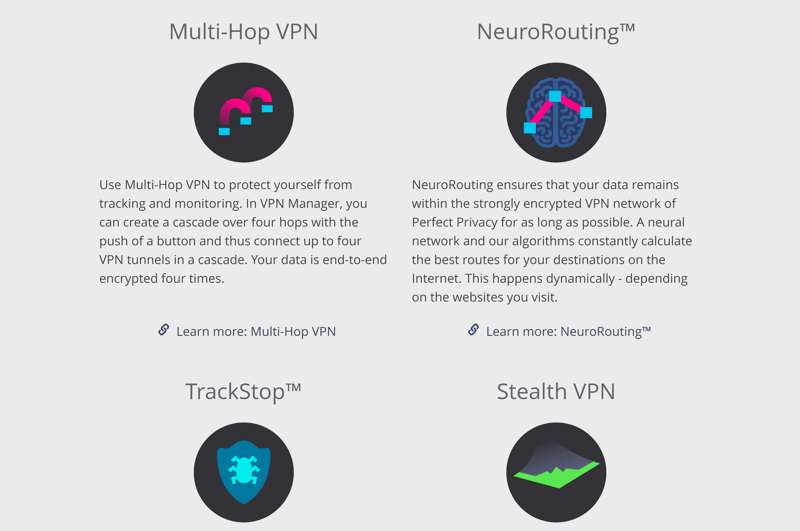 Multi-Hop VPN
Use Multi-Hop VPN to protect yourself from
tracking and monitoring. In VPN Manager, you
can create a cascade over four hops with the
push of a button and thus connect up to four
VPN tunnels in a cascade. Your data is end-to-end
encrypted four times.
Learn more: Multi-Hop VPN
NeuroRouting™
NeuroRouting ensures that your data remains
within the strongly encrypted VPN network of
Perfect Privacy for as long as possible. A neural
network and our algorithms constantly calculate
the best routes for your destinations on the
Internet. This happens dynamically - depending
on the websites you visit.
Learn more: NeuroRouting™
TrackStop™
Stealth VPN